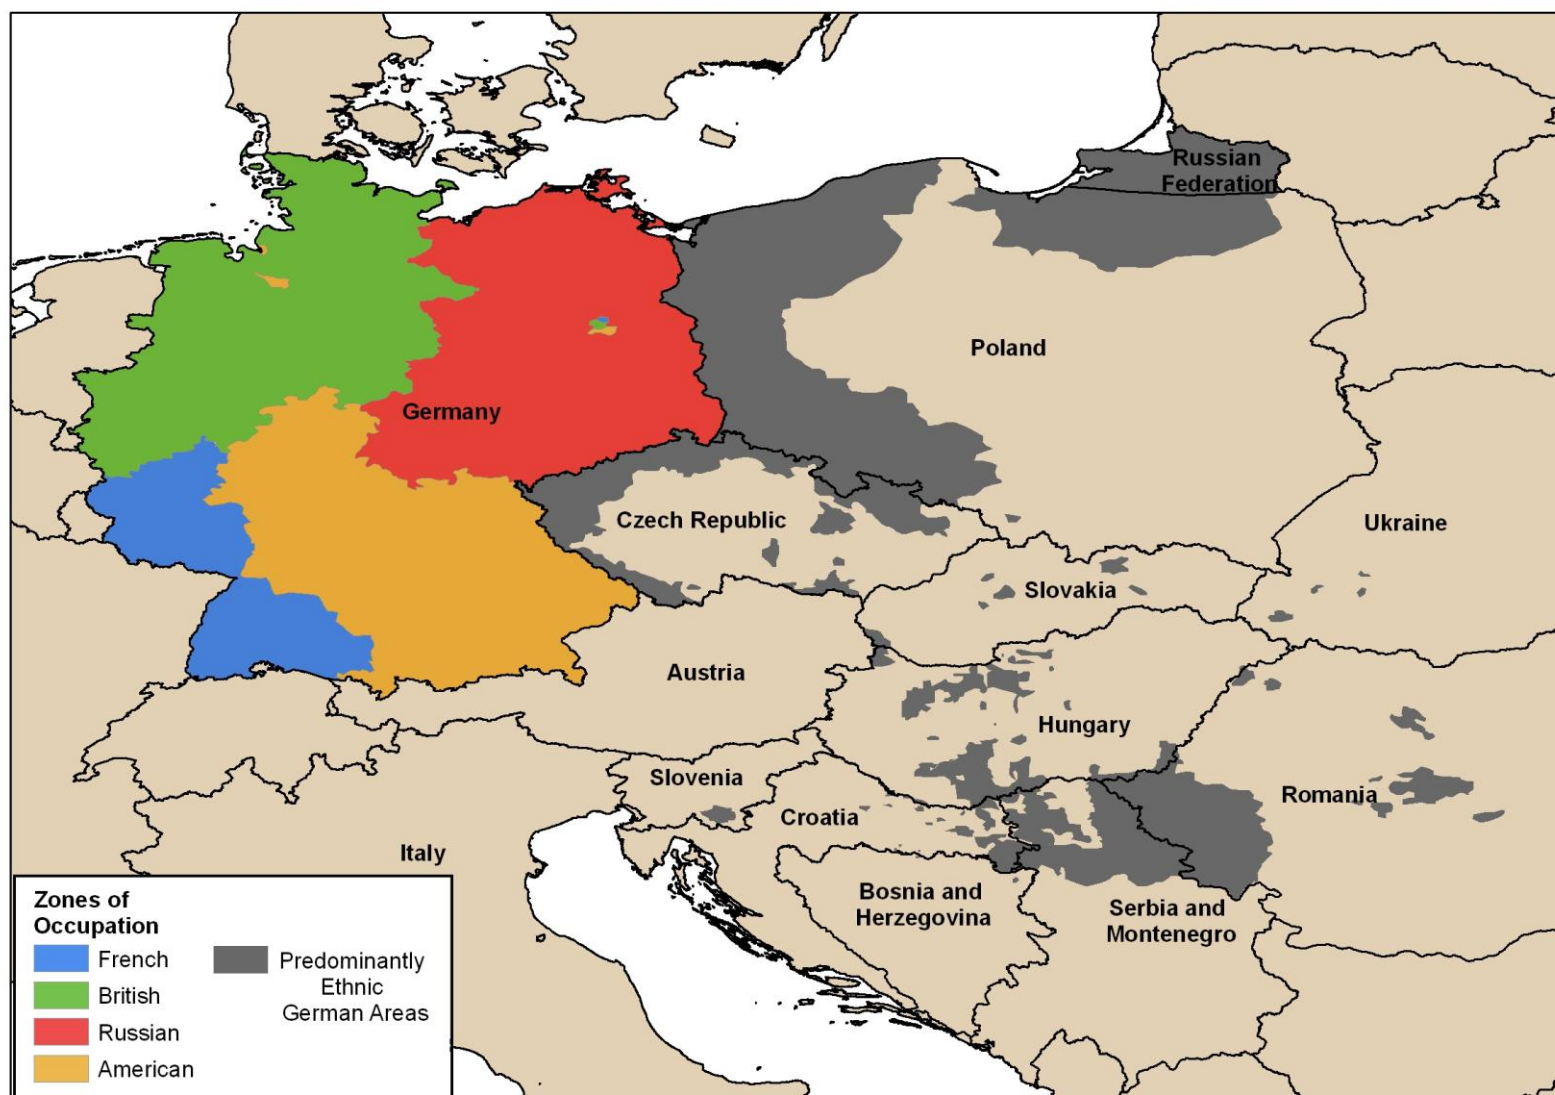 Russian
Federation
Poland
Germany
Czech Republic
Ukraine
Slovakia
Austria
Hungary
Slovenia
Romania
Croatia
Italy
Bosnia and
Herzegovina
Serbia and
Montenegro
Zones of
Occupation
French
British
Russian
American
Predominantly
Ethnic
German Areas